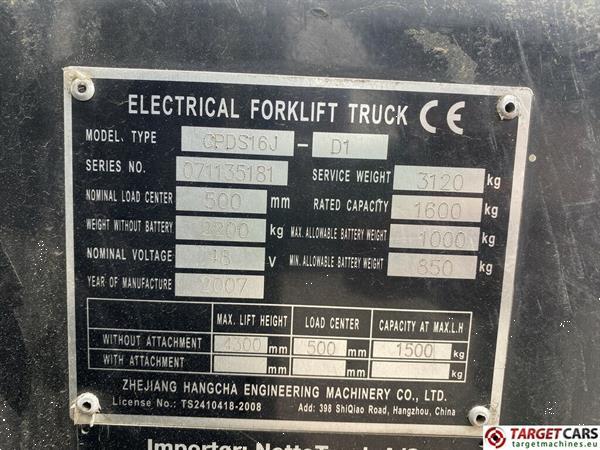 ELECTRICAL FORKLIFT TRUCK CE
MODEL. TYPE CPDS16J - D1
SERIES NO. 071135181 SERVICE WEIGHT 3120 kg
NOMINAL LOAD CENTER 500 mm RATED CAPACITY 1600 kg
WEIGHT WITHOUT BATTERY 2200 kg MAX. ALLOWABLE BATTERY WEIGHT 1000 kg
NOMINAL VOLTAGE 48 V MIN. ALLOWABLE BATTERY WEIGHT 850 kg
YEAR OF MANUFACTURE 2007
MAX. LIFT HEIGHT LOAD CENTER CAPACITY AT MAX.L.H
WITHOUT ATTACHMENT 4300 mm 500 mm 1500 kg
WITH ATTACHMENT mm mm kg
ZHEJIANG HANGCHA ENGINEERING MACHINERY CO., LTD.
License No.: TS2410418-2008 Add: 398 ShiQiao Road, Hangzhou, China
TARGETCARS
targetmachines.eu